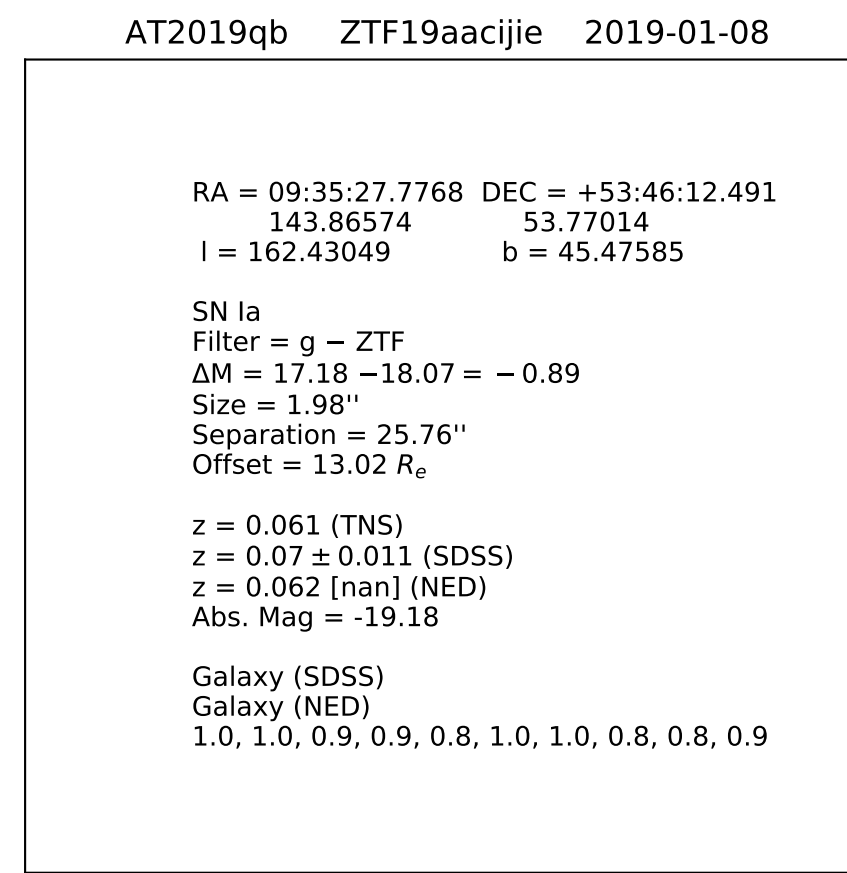 AT2019qb ZTF19aacijie 2019-01-08
RA = 09:35:27.7768 DEC = +53:46:12.491
143.86574 53.77014
l = 162.43049 b = 45.47585
SN Ia
Filter = g − ZTF
ΔM = 17.18 −18.07 = − 0.89
Size = 1.98''
Separation = 25.76''
Offset = 13.02 Rₑ
z = 0.061 (TNS)
z = 0.07 ± 0.011 (SDSS)
z = 0.062 [nan] (NED)
Abs. Mag = -19.18
Galaxy (SDSS)
Galaxy (NED)
1.0, 1.0, 0.9, 0.9, 0.8, 1.0, 1.0, 0.8, 0.8, 0.9